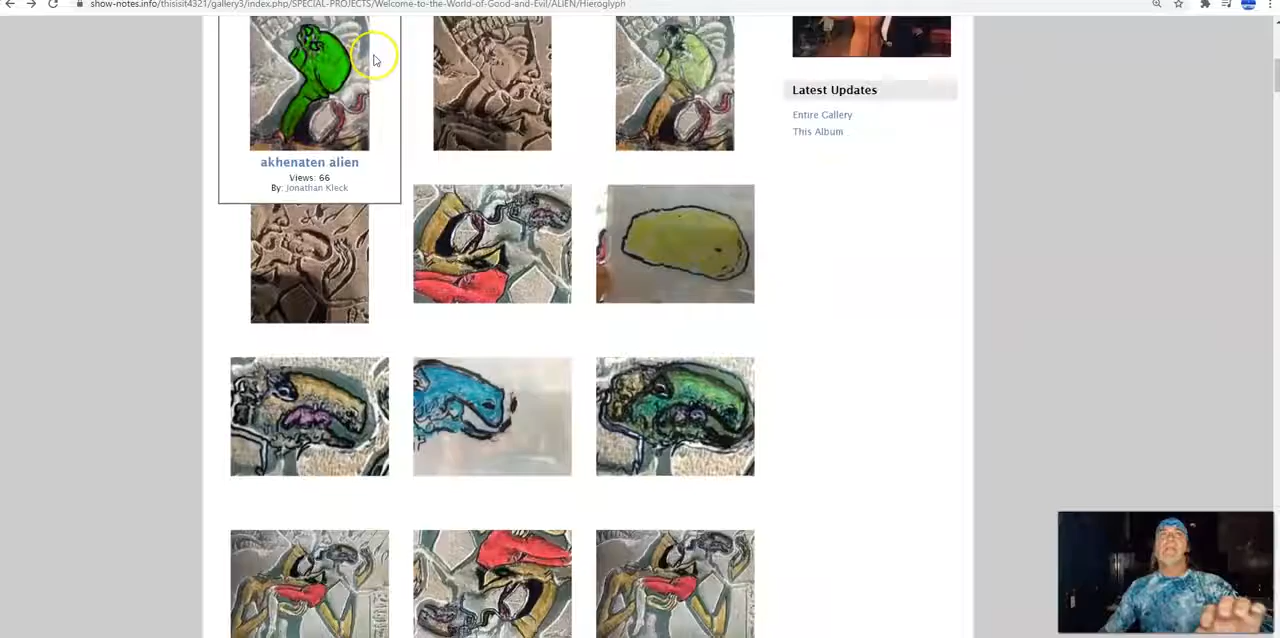 show-notes.info/thisisit4321/gallery3/index.php/SPECIAL-PROJECTS/Welcome-to-the-World-of-Good-and-Evil/ALIEN/Hieroglyph
Latest Updates
Entire Gallery
This Album
akhenaten alien
Views: 66
By: Jonathan Kleck